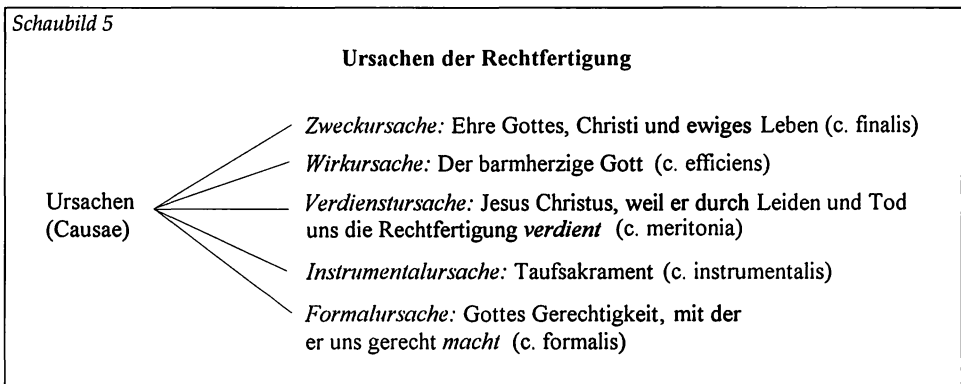 Schaubild 5
Ursachen der Rechtfertigung
Zweckursache: Ehre Gottes, Christi und ewiges Leben (c. finalis)
Wirkursache: Der barmherzige Gott (c. efficiens)
Ursachen
(Causae)
Verdienstursache: Jesus Christus, weil er durch Leiden und Tod
uns die Rechtfertigung verdient (c. meritonia)
Instrumentalursache: Taufsakrament (c. instrumentalis)
Formalursache: Gottes Gerechtigkeit, mit der
er uns gerecht macht (c. formalis)